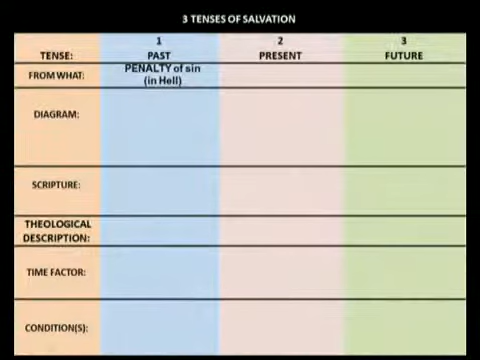 3 TENSES OF SALVATION
1 2 3
TENSE: PAST PRESENT FUTURE
FROM WHAT: PENALTY of sin
(in Hell)
DIAGRAM:
SCRIPTURE:
THEOLOGICAL
DESCRIPTION:
TIME FACTOR:
CONDITION(S):